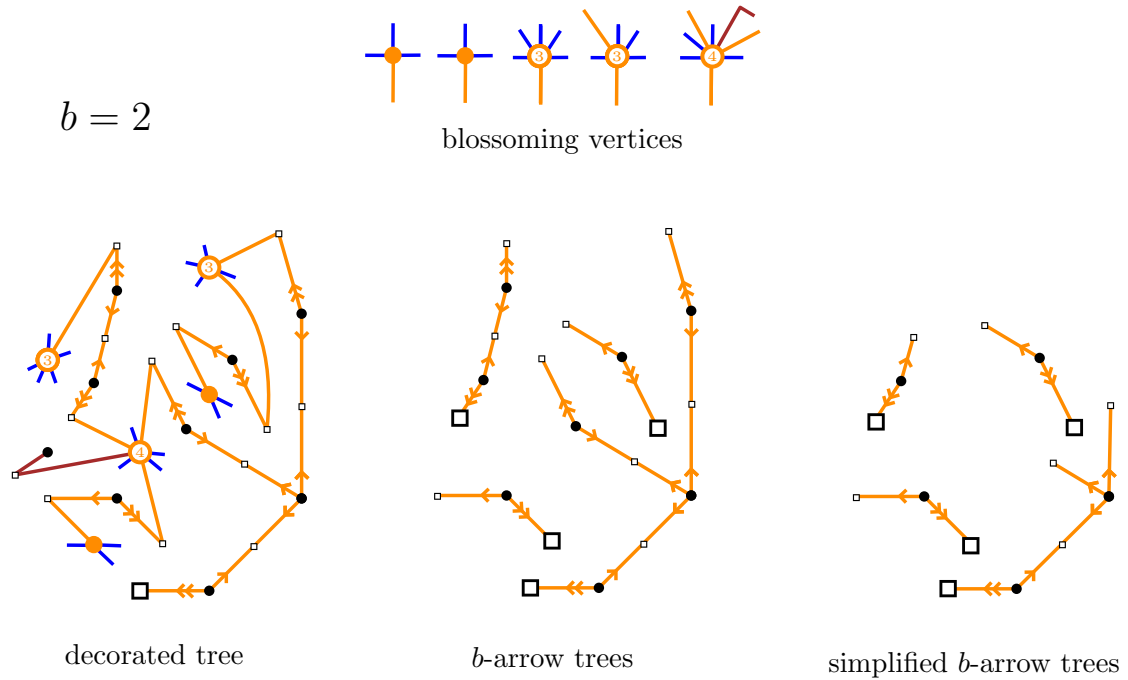 3 3 4
b = 2
blossoming vertices
3
3
4
decorated tree b-arrow trees simplified b-arrow trees